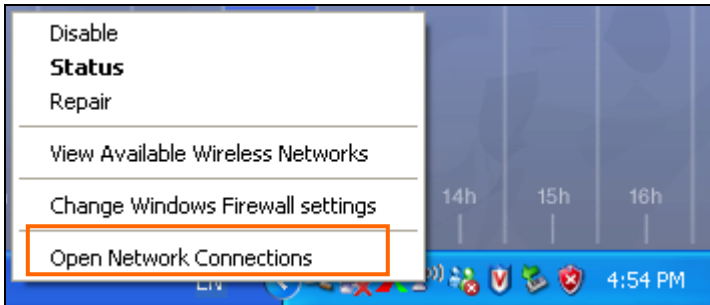 Disable
Status
Repair
View Available Wireless Networks
Change Windows Firewall settings
Open Network Connections
14h 15h 16h
EN
4:54 PM